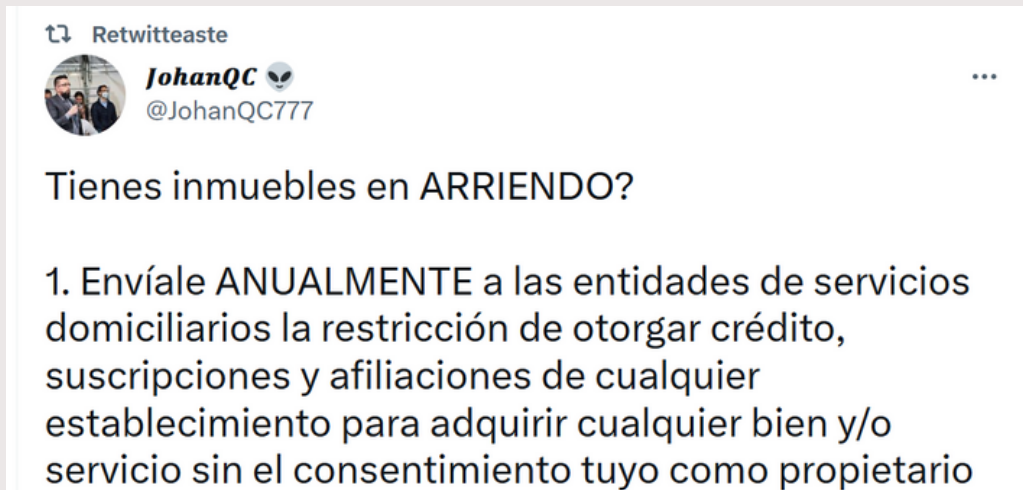 Retwitteaste
JohanQC 👽
@JohanQC777
Tienes inmuebles en ARRIENDO?
1. Envíale ANUALMENTE a las entidades de servicios
domiciliarios la restricción de otorgar crédito,
suscripciones y afiliaciones de cualquier
establecimiento para adquirir cualquier bien y/o
servicio sin el consentimiento tuyo como propietario